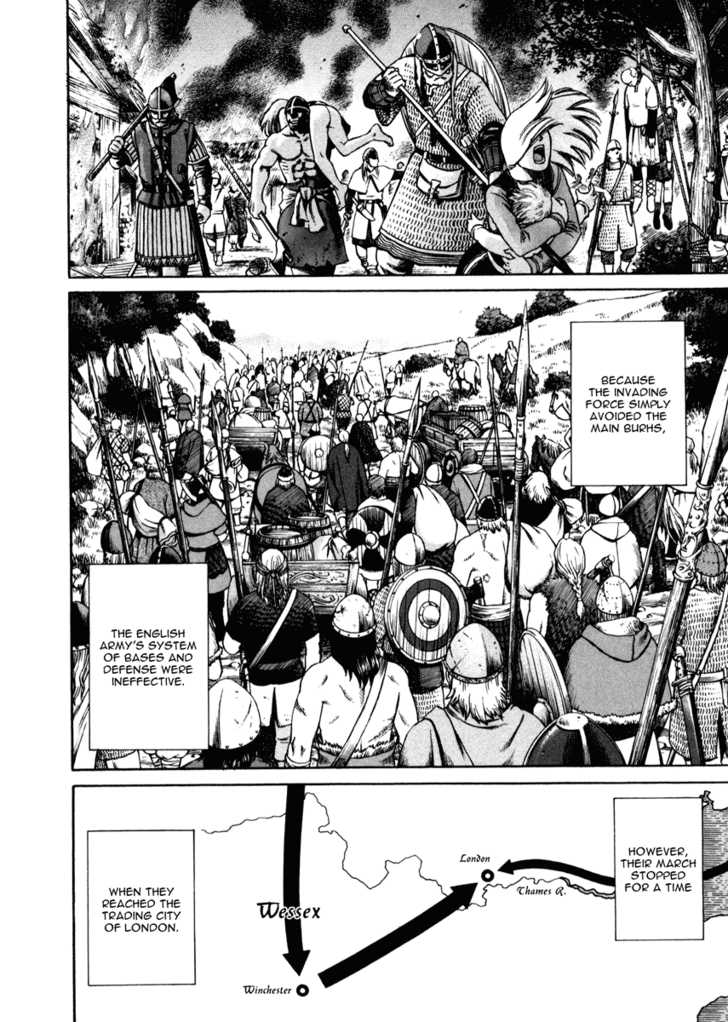 BECAUSE
THE INVADING
FORCE SIMPLY
AVOIDED THE
MAIN BURHS,
THE ENGLISH
ARMY'S SYSTEM
OF BASES AND
DEFENSE WERE
INEFFECTIVE.
HOWEVER,
THEIR MARCH
STOPPED
FOR A TIME
WHEN THEY
REACHED THE
TRADING CITY
OF LONDON.
London
Thames R.
Wessex
Winchester